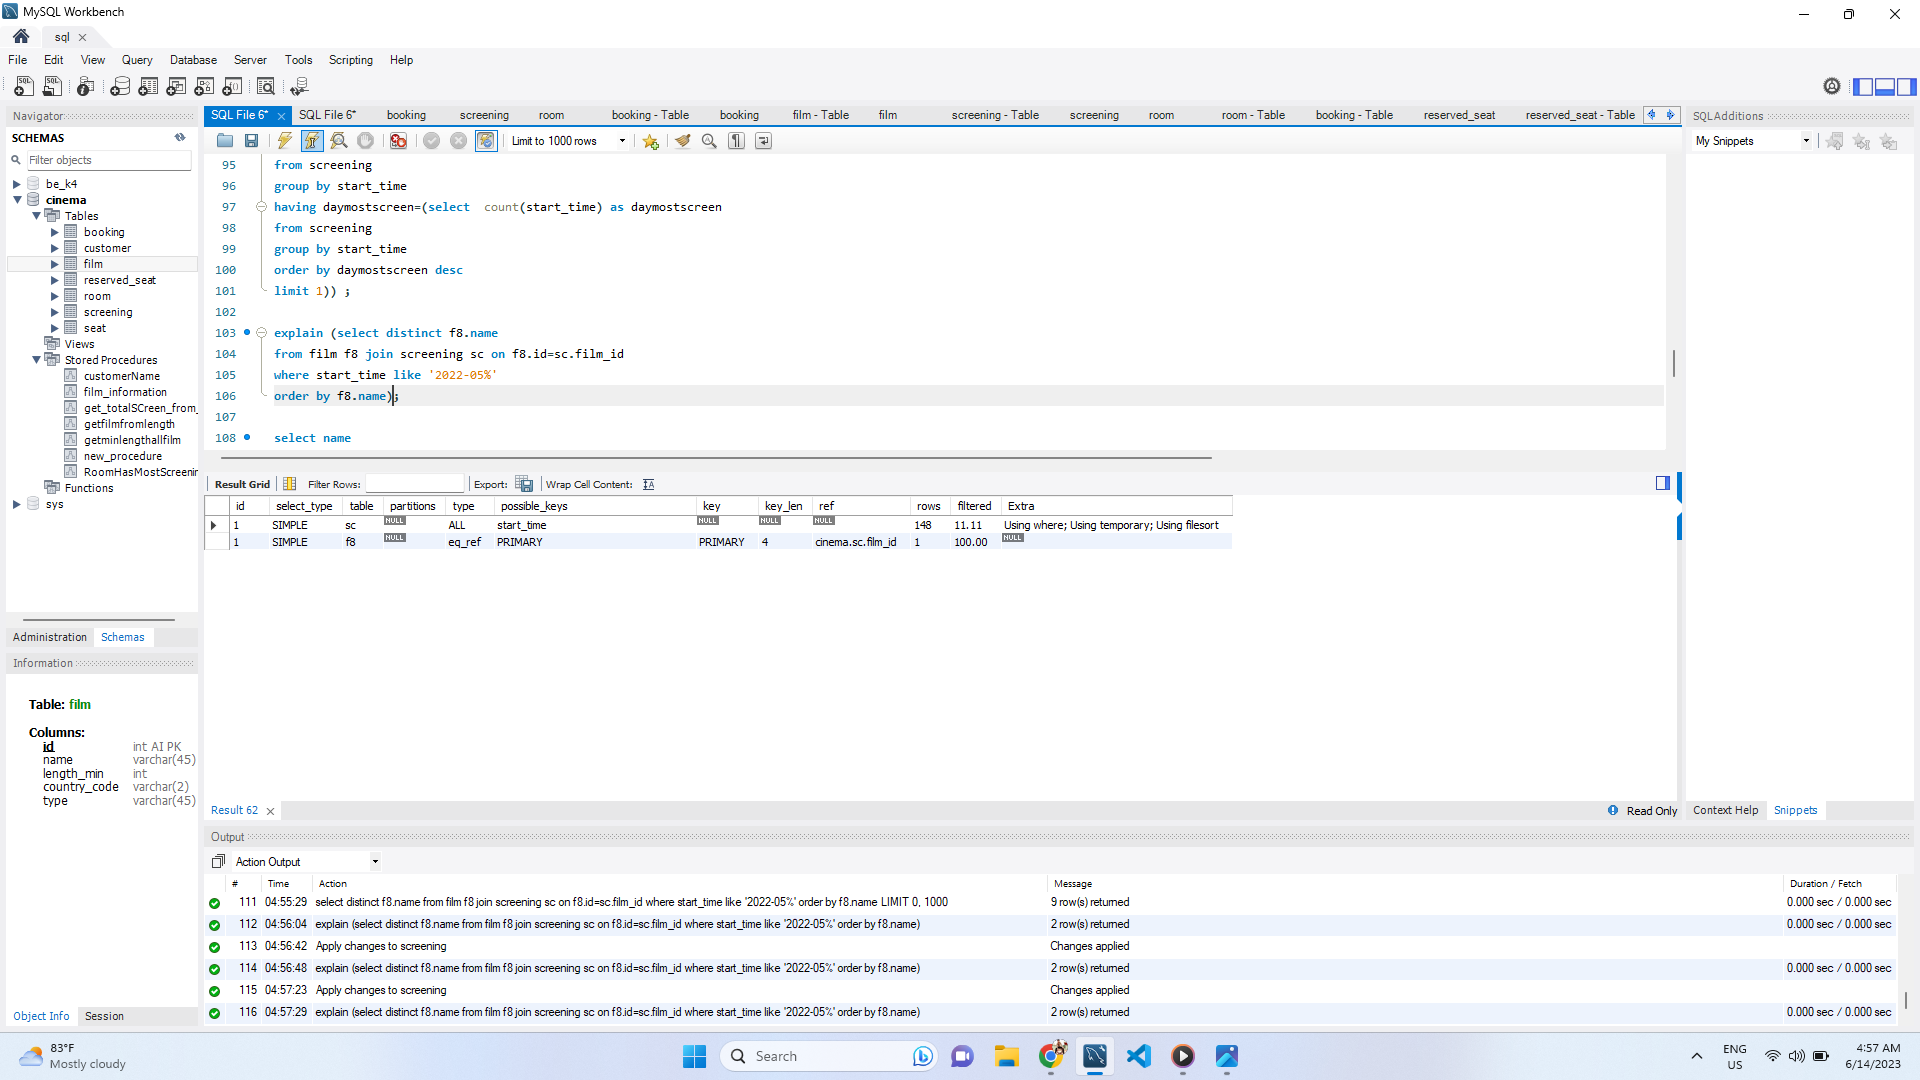 MySQL Workbench
sql
File Edit View Query Database Server Tools Scripting Help
Navigator
SCHEMAS
Filter objects
be_k4
cinema
Tables
booking
customer
film
reserved_seat
room
screening
seat
Views
Stored Procedures
customerName
film_information
get_totalSCreen_from_
getfilmfromlength
getminlengthallfilm
new_procedure
RoomHasMostScreenin
Functions
sys
Administration Schemas
Information
Table: film
Columns:
id int AI PK
name varchar(45)
length_min int
country_code varchar(2)
type varchar(45)
Object Info Session
SQL File 6* SQL File 6* booking screening room booking - Table booking film - Table film screening - Table screening room room - Table booking - Table reserved_seat reserved_seat - Table
Limit to 1000 rows
95 from screening
96 group by start_time
97 having daymostscreen=(select  count(start_time) as daymostscreen
98 from screening
99 group by start_time
100 order by daymostscreen desc
101 limit 1)) ;
102
103 explain (select distinct f8.name
104 from film f8 join screening sc on f8.id=sc.film_id
105 where start_time like '2022-05%'
106 order by f8.name);
107
108 select name
Result Grid Filter Rows: Export: Wrap Cell Content:
id select_type table partitions type possible_keys key key_len ref rows filtered Extra
1 SIMPLE sc NULL ALL start_time NULL NULL NULL 148 11.11 Using where; Using temporary; Using filesort
1 SIMPLE f8 NULL eq_ref PRIMARY PRIMARY 4 cinema.sc.film_id 1 100.00 NULL
Result 62
Read Only
SQLAdditions
My Snippets
Context Help Snippets
Output
Action Output
# Time Action Message Duration / Fetch
111 04:55:29 select distinct f8.name from film f8 join screening sc on f8.id=sc.film_id where start_time like '2022-05%' order by f8.name LIMIT 0, 1000 9 row(s) returned 0.000 sec / 0.000 sec
112 04:56:04 explain (select distinct f8.name from film f8 join screening sc on f8.id=sc.film_id where start_time like '2022-05%' order by f8.name) 2 row(s) returned 0.000 sec / 0.000 sec
113 04:56:42 Apply changes to screening Changes applied
114 04:56:48 explain (select distinct f8.name from film f8 join screening sc on f8.id=sc.film_id where start_time like '2022-05%' order by f8.name) 2 row(s) returned 0.000 sec / 0.000 sec
115 04:57:23 Apply changes to screening Changes applied
116 04:57:29 explain (select distinct f8.name from film f8 join screening sc on f8.id=sc.film_id where start_time like '2022-05%' order by f8.name) 2 row(s) returned 0.000 sec / 0.000 sec
83°F
Mostly cloudy
Search
ENG
US
4:57 AM
6/14/2023